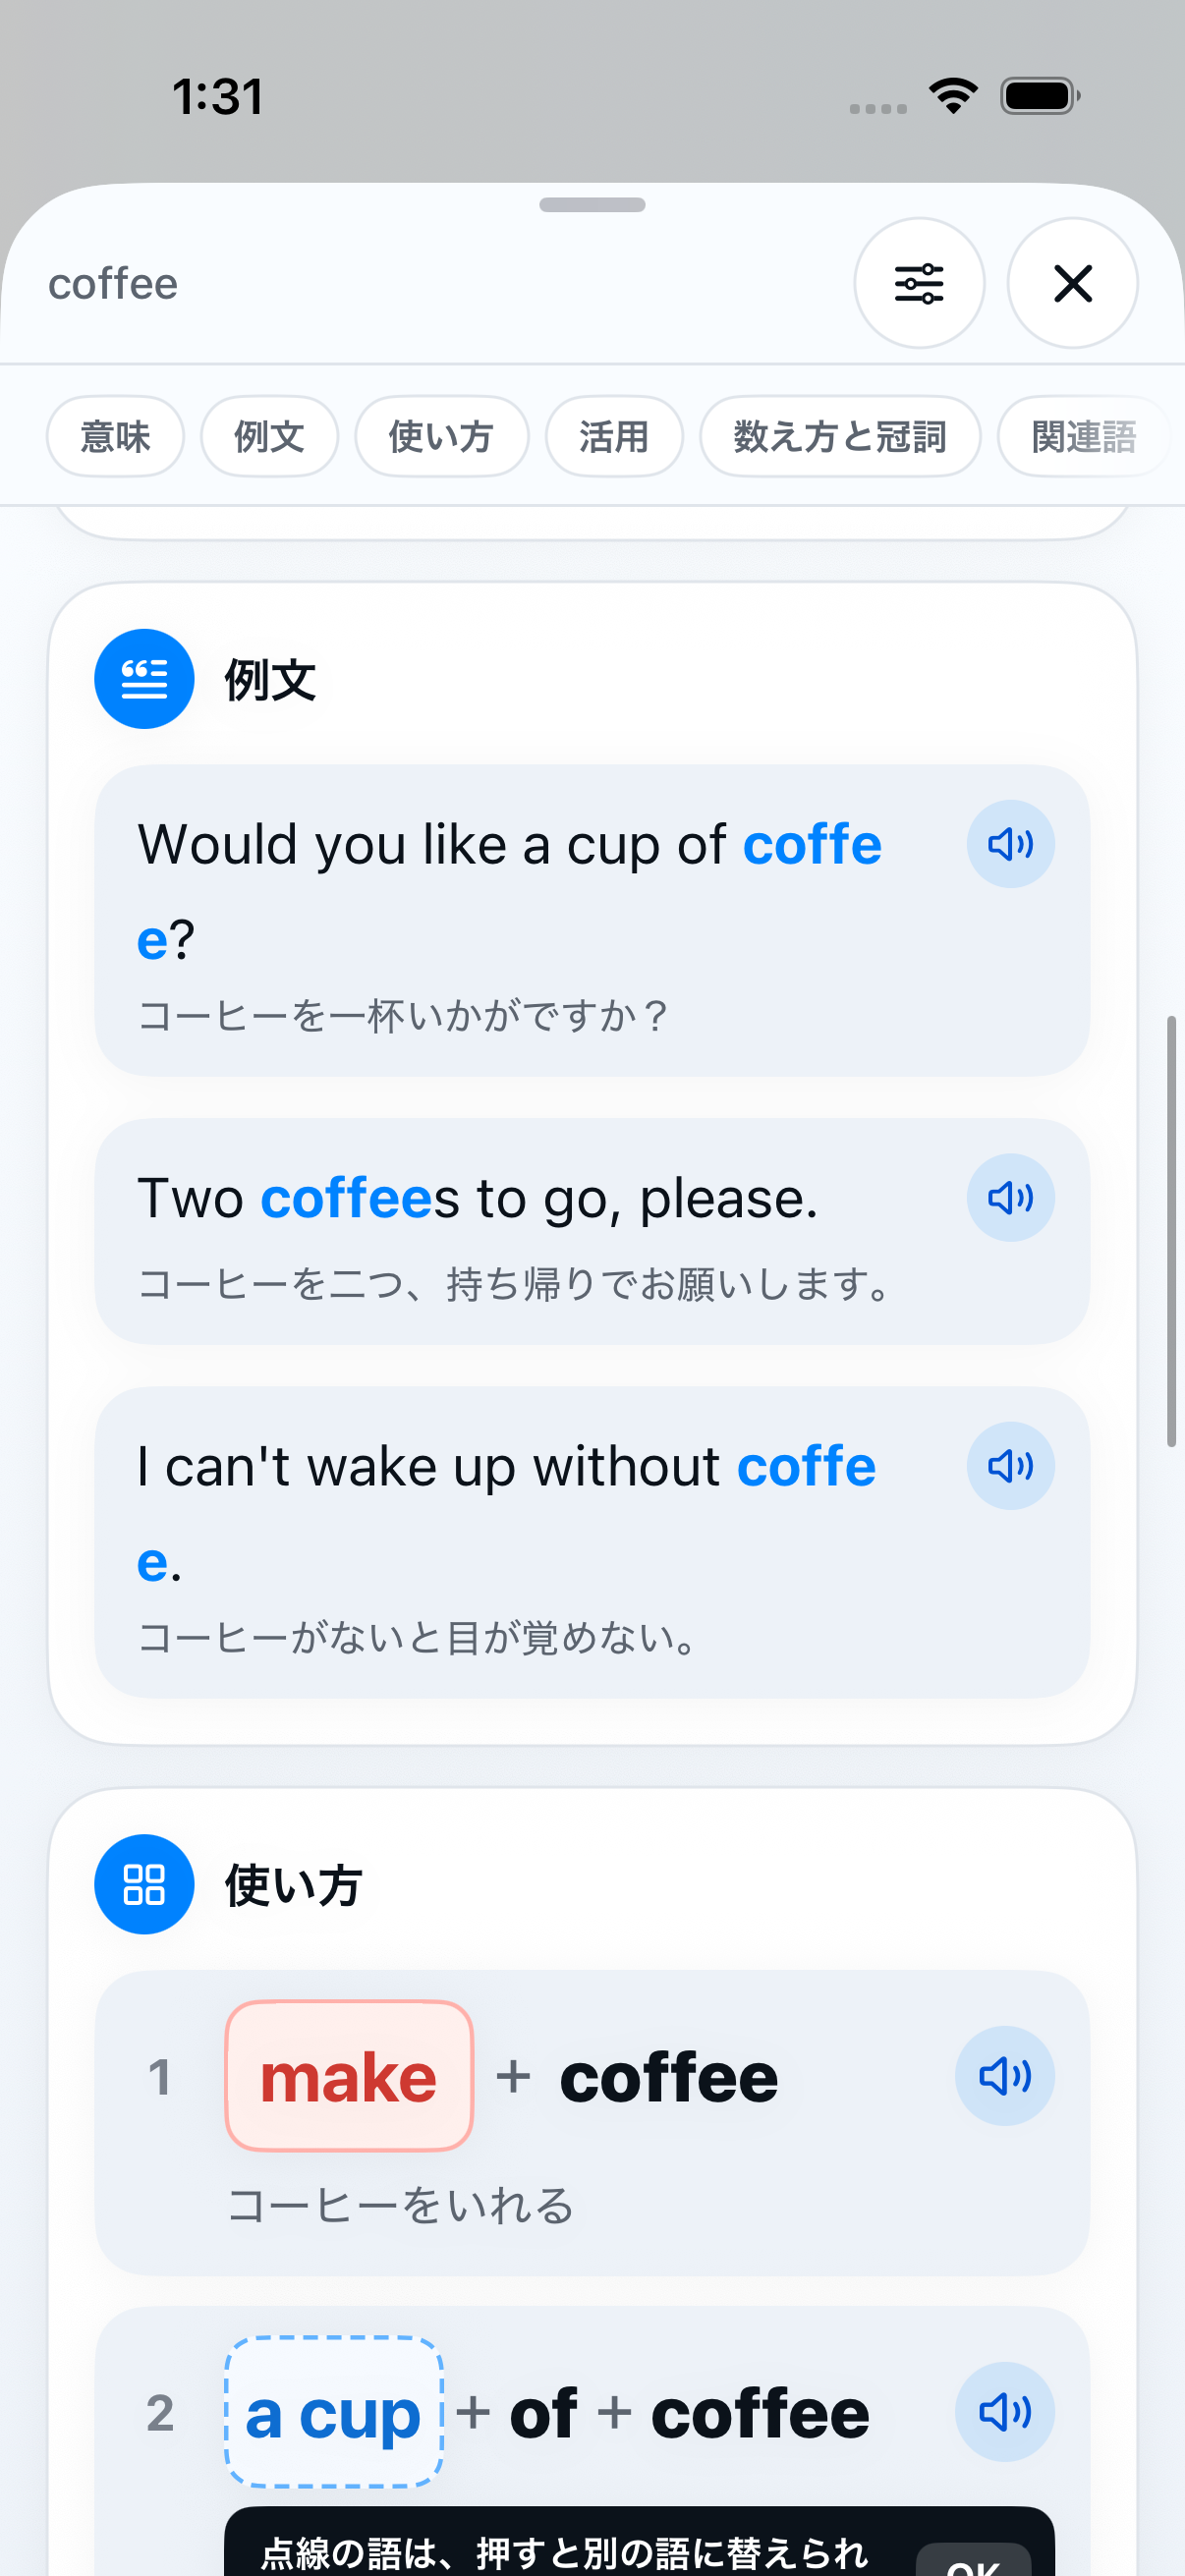 1:31
coffee
意味 例文 使い方 活用 数え方と冠詞 関連語
例文
Would you like a cup of coffe
e?
コーヒーを一杯いかがですか？
Two coffees to go, please.
コーヒーを二つ、持ち帰りでお願いします。
I can't wake up without coffe
e.
コーヒーがないと目が覚めない。
使い方
1 make + coffee
コーヒーをいれる
2 a cup + of + coffee
点線の語は、押すと別の語に替えられ
OK